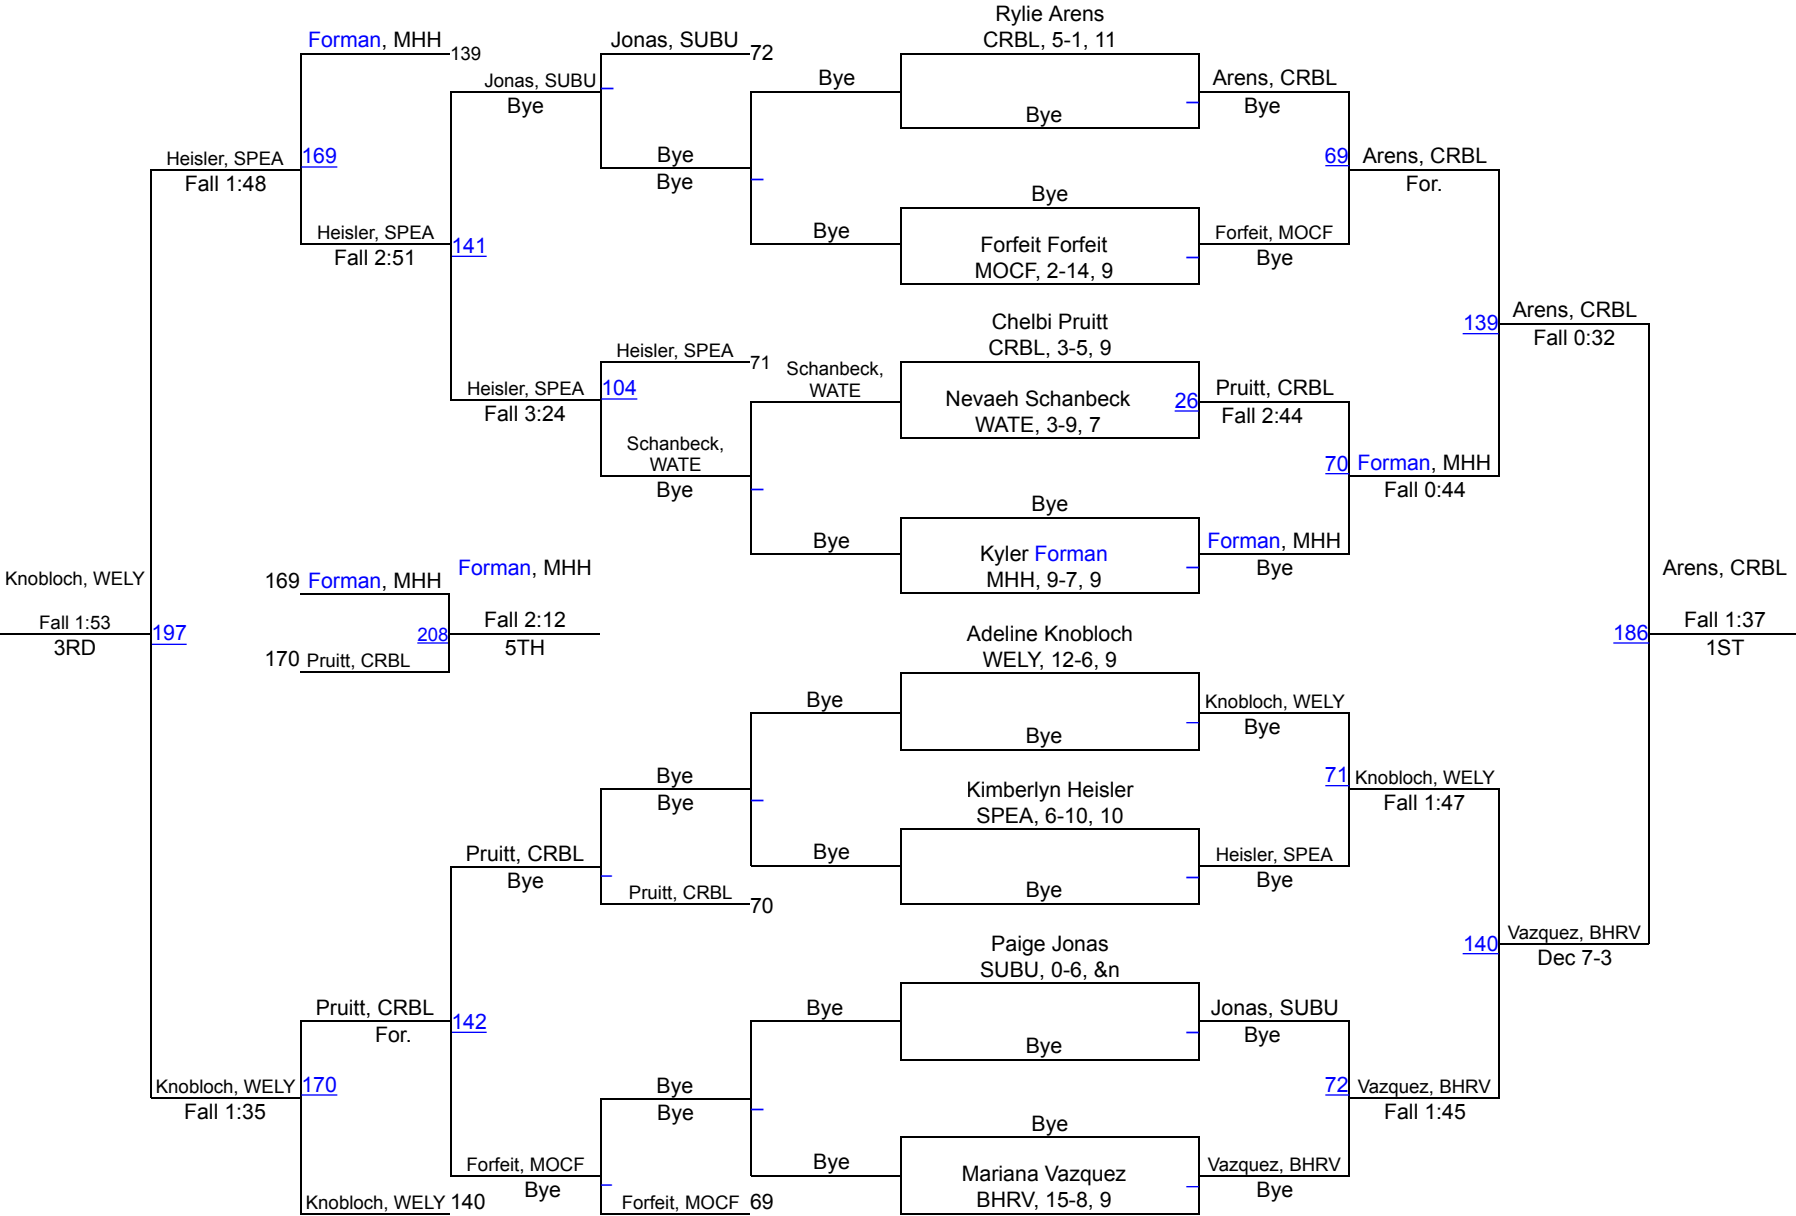 Rylie Arens
CRBL, 5-1, 11
Forman, MHH
139
Jonas, SUBU
72
Jonas, SUBU
Bye
Bye
Arens, CRBL
Bye
Bye
Heisler, SPEA
Fall 1:48
169
Bye
Bye
69
Arens, CRBL
For.
Bye
Heisler, SPEA
Fall 2:51
141
Bye
Forfeit Forfeit
MOCF, 2-14, 9
Forfeit, MOCF
Bye
Chelbi Pruitt
CRBL, 3-5, 9
139
Arens, CRBL
Fall 0:32
Heisler, SPEA
71
Schanbeck,
WATE
Heisler, SPEA
Fall 3:24
104
Nevaeh Schanbeck
WATE, 3-9, 7
26
Pruitt, CRBL
Fall 2:44
Schanbeck,
WATE
Bye
70
Forman, MHH
Fall 0:44
Bye
Bye
Kyler Forman
MHH, 9-7, 9
Forman, MHH
Bye
Knobloch, WELY
Fall 1:53
3RD
197
169
Forman, MHH
Forman, MHH
208
Fall 2:12
5TH
170
Pruitt, CRBL
Arens, CRBL
186
Fall 1:37
1ST
Adeline Knobloch
WELY, 12-6, 9
Bye
Knobloch, WELY
Bye
Bye
Bye
Bye
Kimberlyn Heisler
SPEA, 6-10, 10
71
Knobloch, WELY
Fall 1:47
Pruitt, CRBL
Bye
Bye
Heisler, SPEA
Bye
Bye
Pruitt, CRBL
70
Paige Jonas
SUBU, 0-6, &n
140
Vazquez, BHRV
Dec 7-3
Pruitt, CRBL
For.
142
Bye
Jonas, SUBU
Bye
Bye
Knobloch, WELY
Fall 1:35
170
Bye
Bye
72
Vazquez, BHRV
Fall 1:45
Bye
Forfeit, MOCF
Bye
Bye
Mariana Vazquez
BHRV, 15-8, 9
Vazquez, BHRV
Bye
Knobloch, WELY
140
Forfeit, MOCF
69